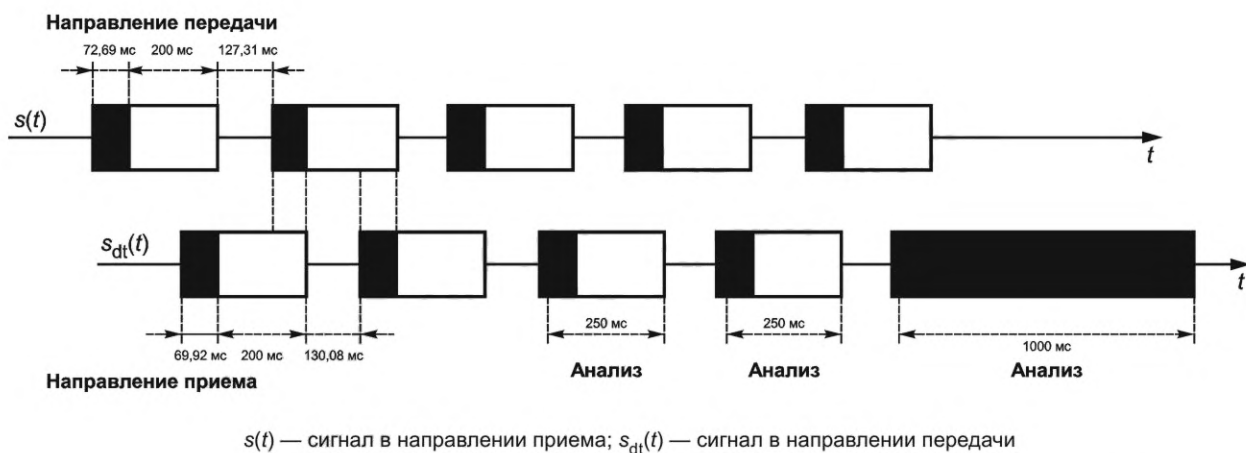 Направление передачи
72,69 мс 200 мс 127,31 мс
s(t)
t
s_dt(t)
t
250 мс 250 мс 1000 мс
69,92 мс 200 мс 130,08 мс
Анализ Анализ Анализ
Направление приема
s(t) — сигнал в направлении приема; s_dt(t) — сигнал в направлении передачи